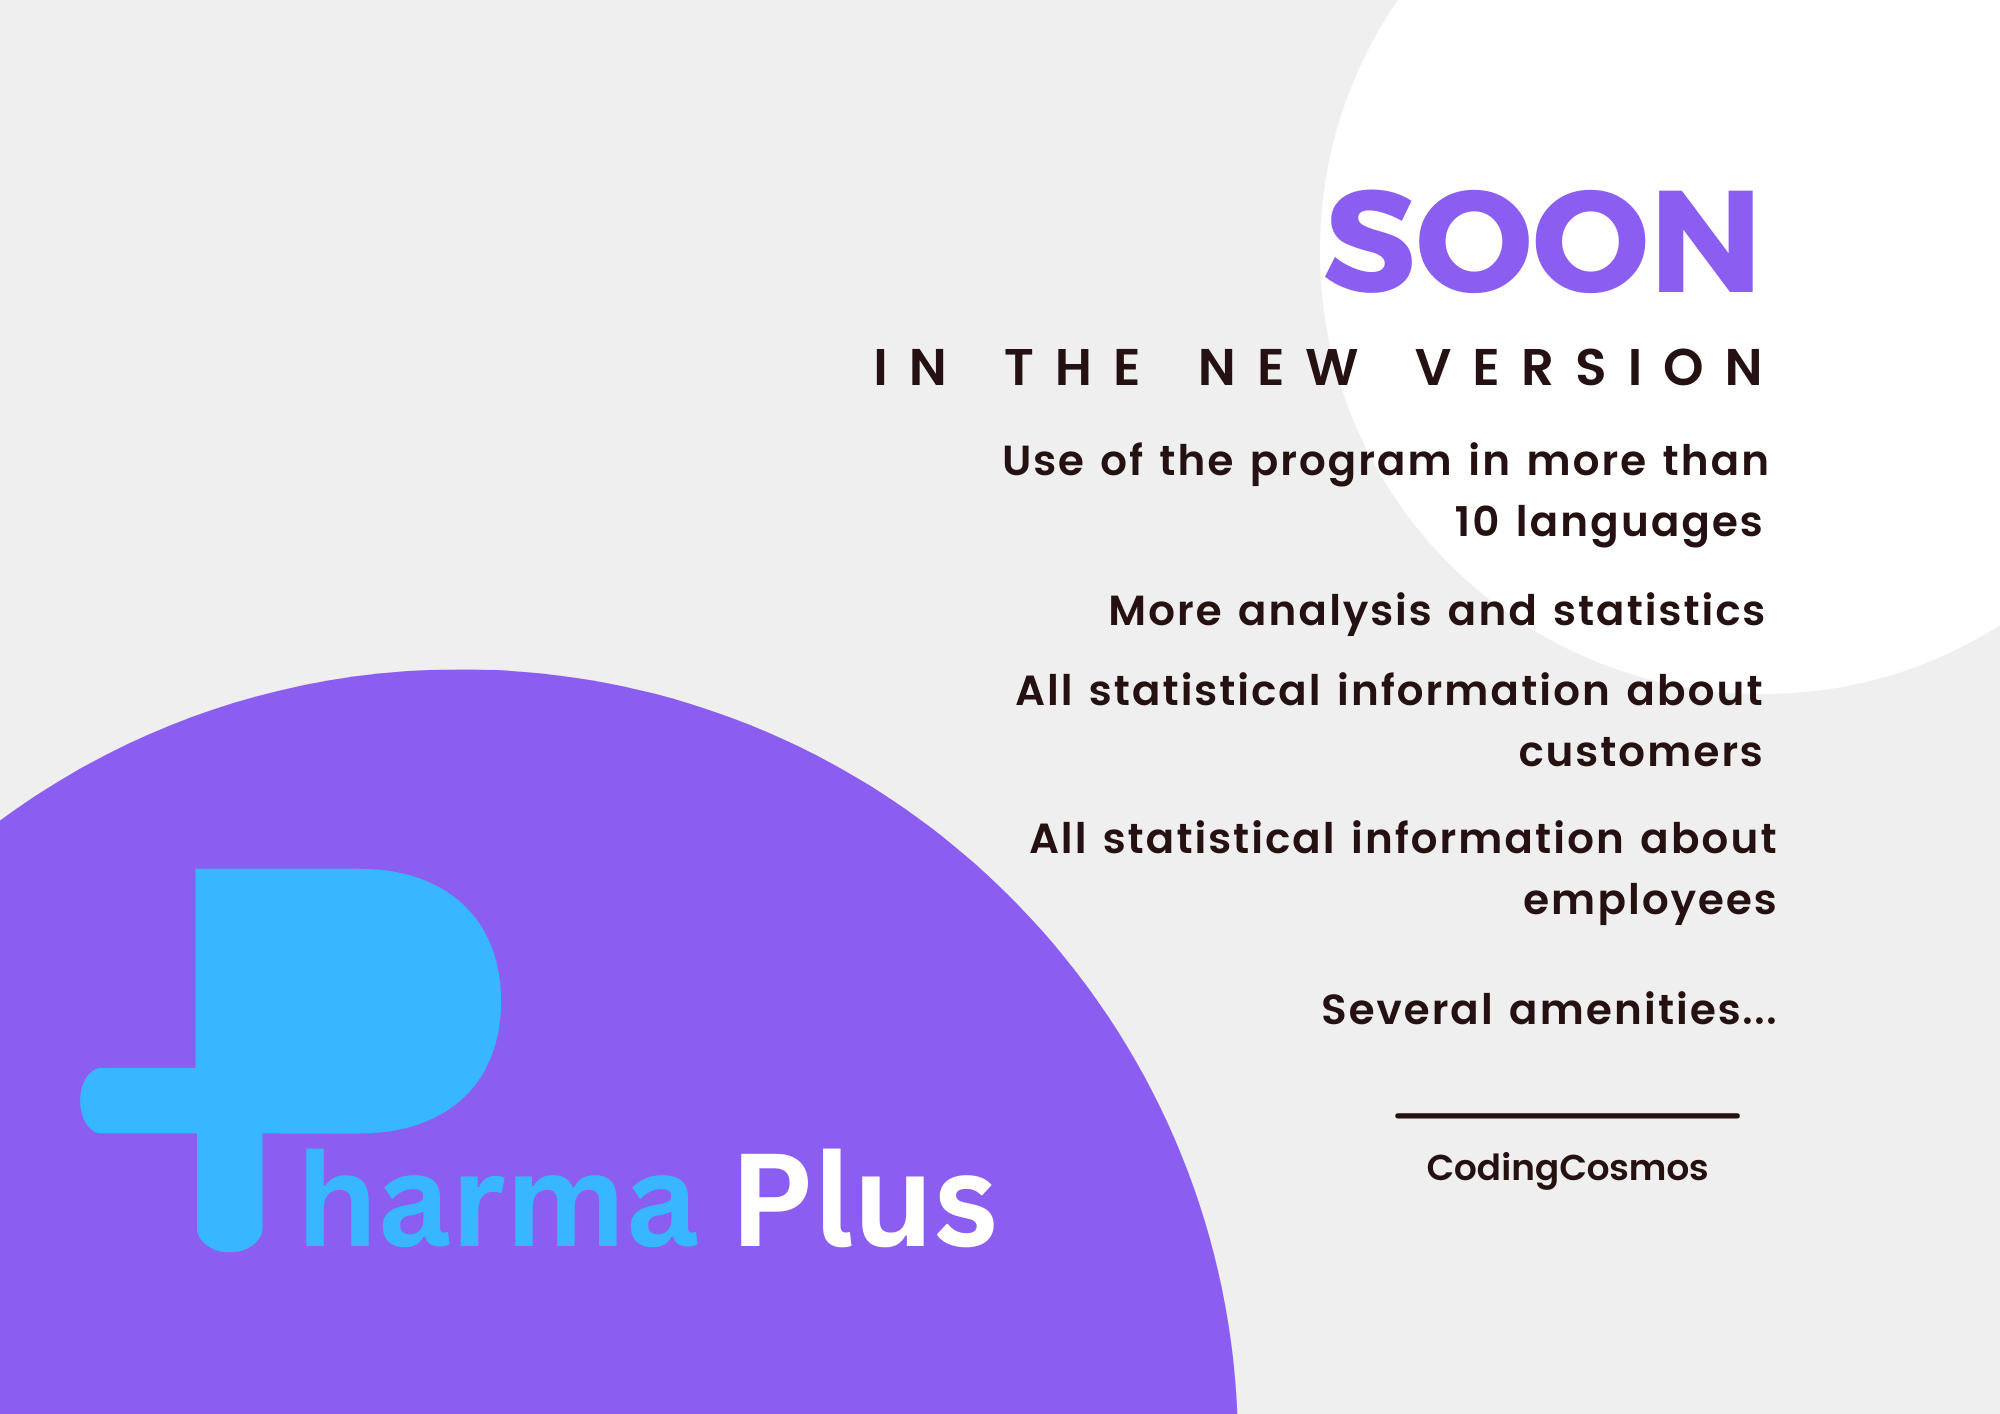 SOON
IN THE NEW VERSION
Use of the program in more than
10 languages
More analysis and statistics
All statistical information about
customers
All statistical information about
employees
Several amenities...
CodingCosmos
Pharma Plus